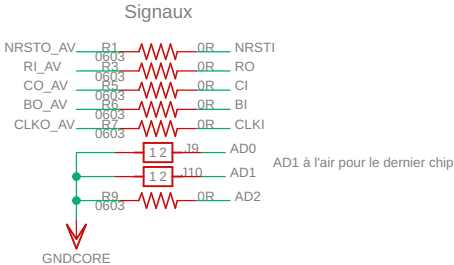 Signaux
NRSTO_AV R1 0603 0R NRSTI
RI_AV R3 0603 0R RO
CO_AV R5 0603 0R CI
BO_AV R6 0603 0R BI
CLKO_AV R7 0603 0R CLKI
1 2 J9 AD0
AD1 à l'air pour le dernier chip
1 2 J10 AD1
R9 0603 0R AD2
GNDCORE